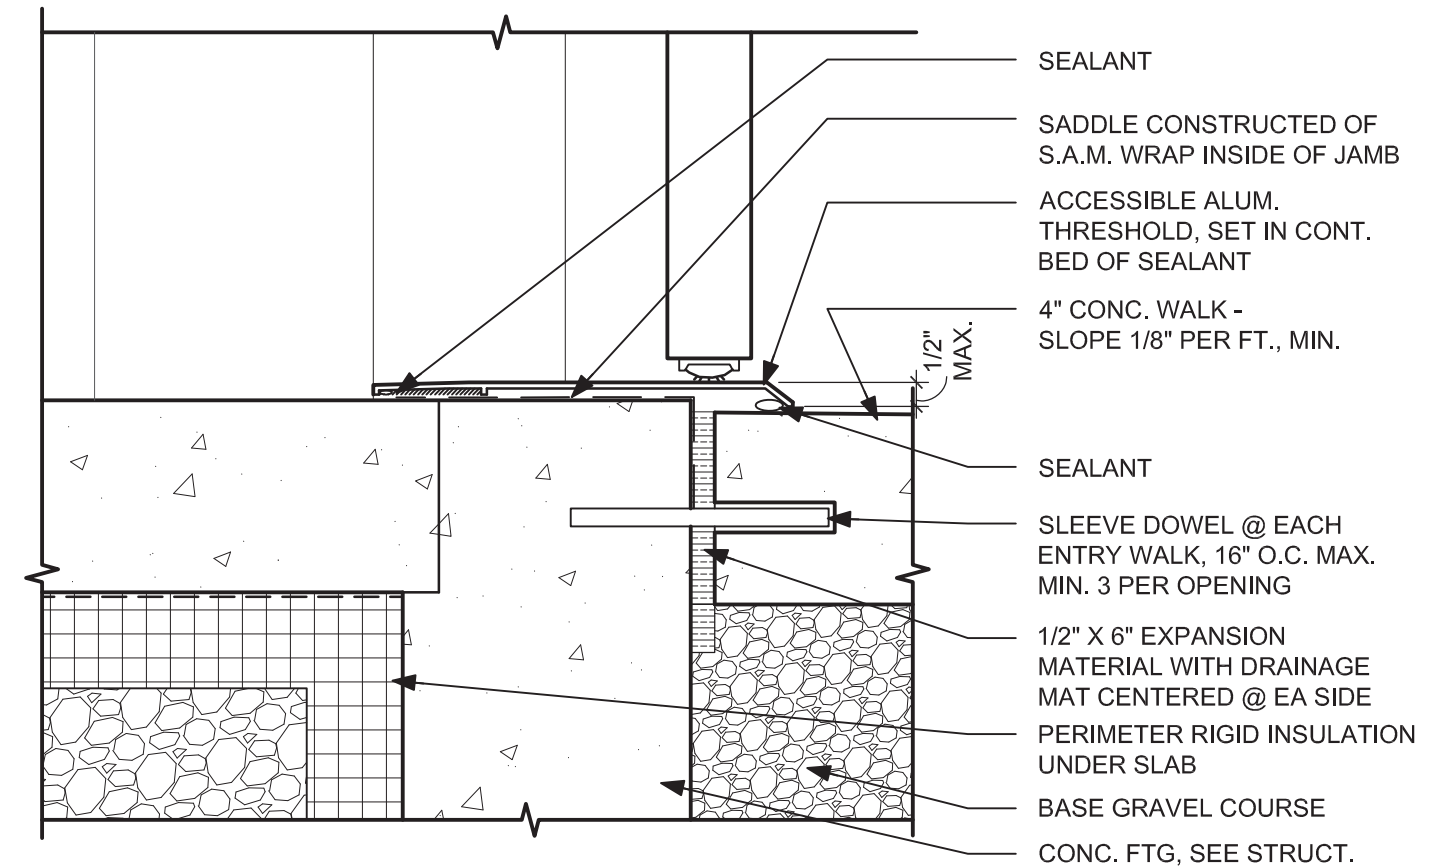 SEALANT
SADDLE CONSTRUCTED OF
S.A.M. WRAP INSIDE OF JAMB
ACCESSIBLE ALUM.
THRESHOLD, SET IN CONT.
BED OF SEALANT
4" CONC. WALK -
SLOPE 1/8" PER FT., MIN.
1/2"
MAX.
SEALANT
SLEEVE DOWEL @ EACH
ENTRY WALK, 16" O.C. MAX.
MIN. 3 PER OPENING
1/2" X 6" EXPANSION
MATERIAL WITH DRAINAGE
MAT CENTERED @ EA SIDE
PERIMETER RIGID INSULATION
UNDER SLAB
BASE GRAVEL COURSE
CONC. FTG, SEE STRUCT.